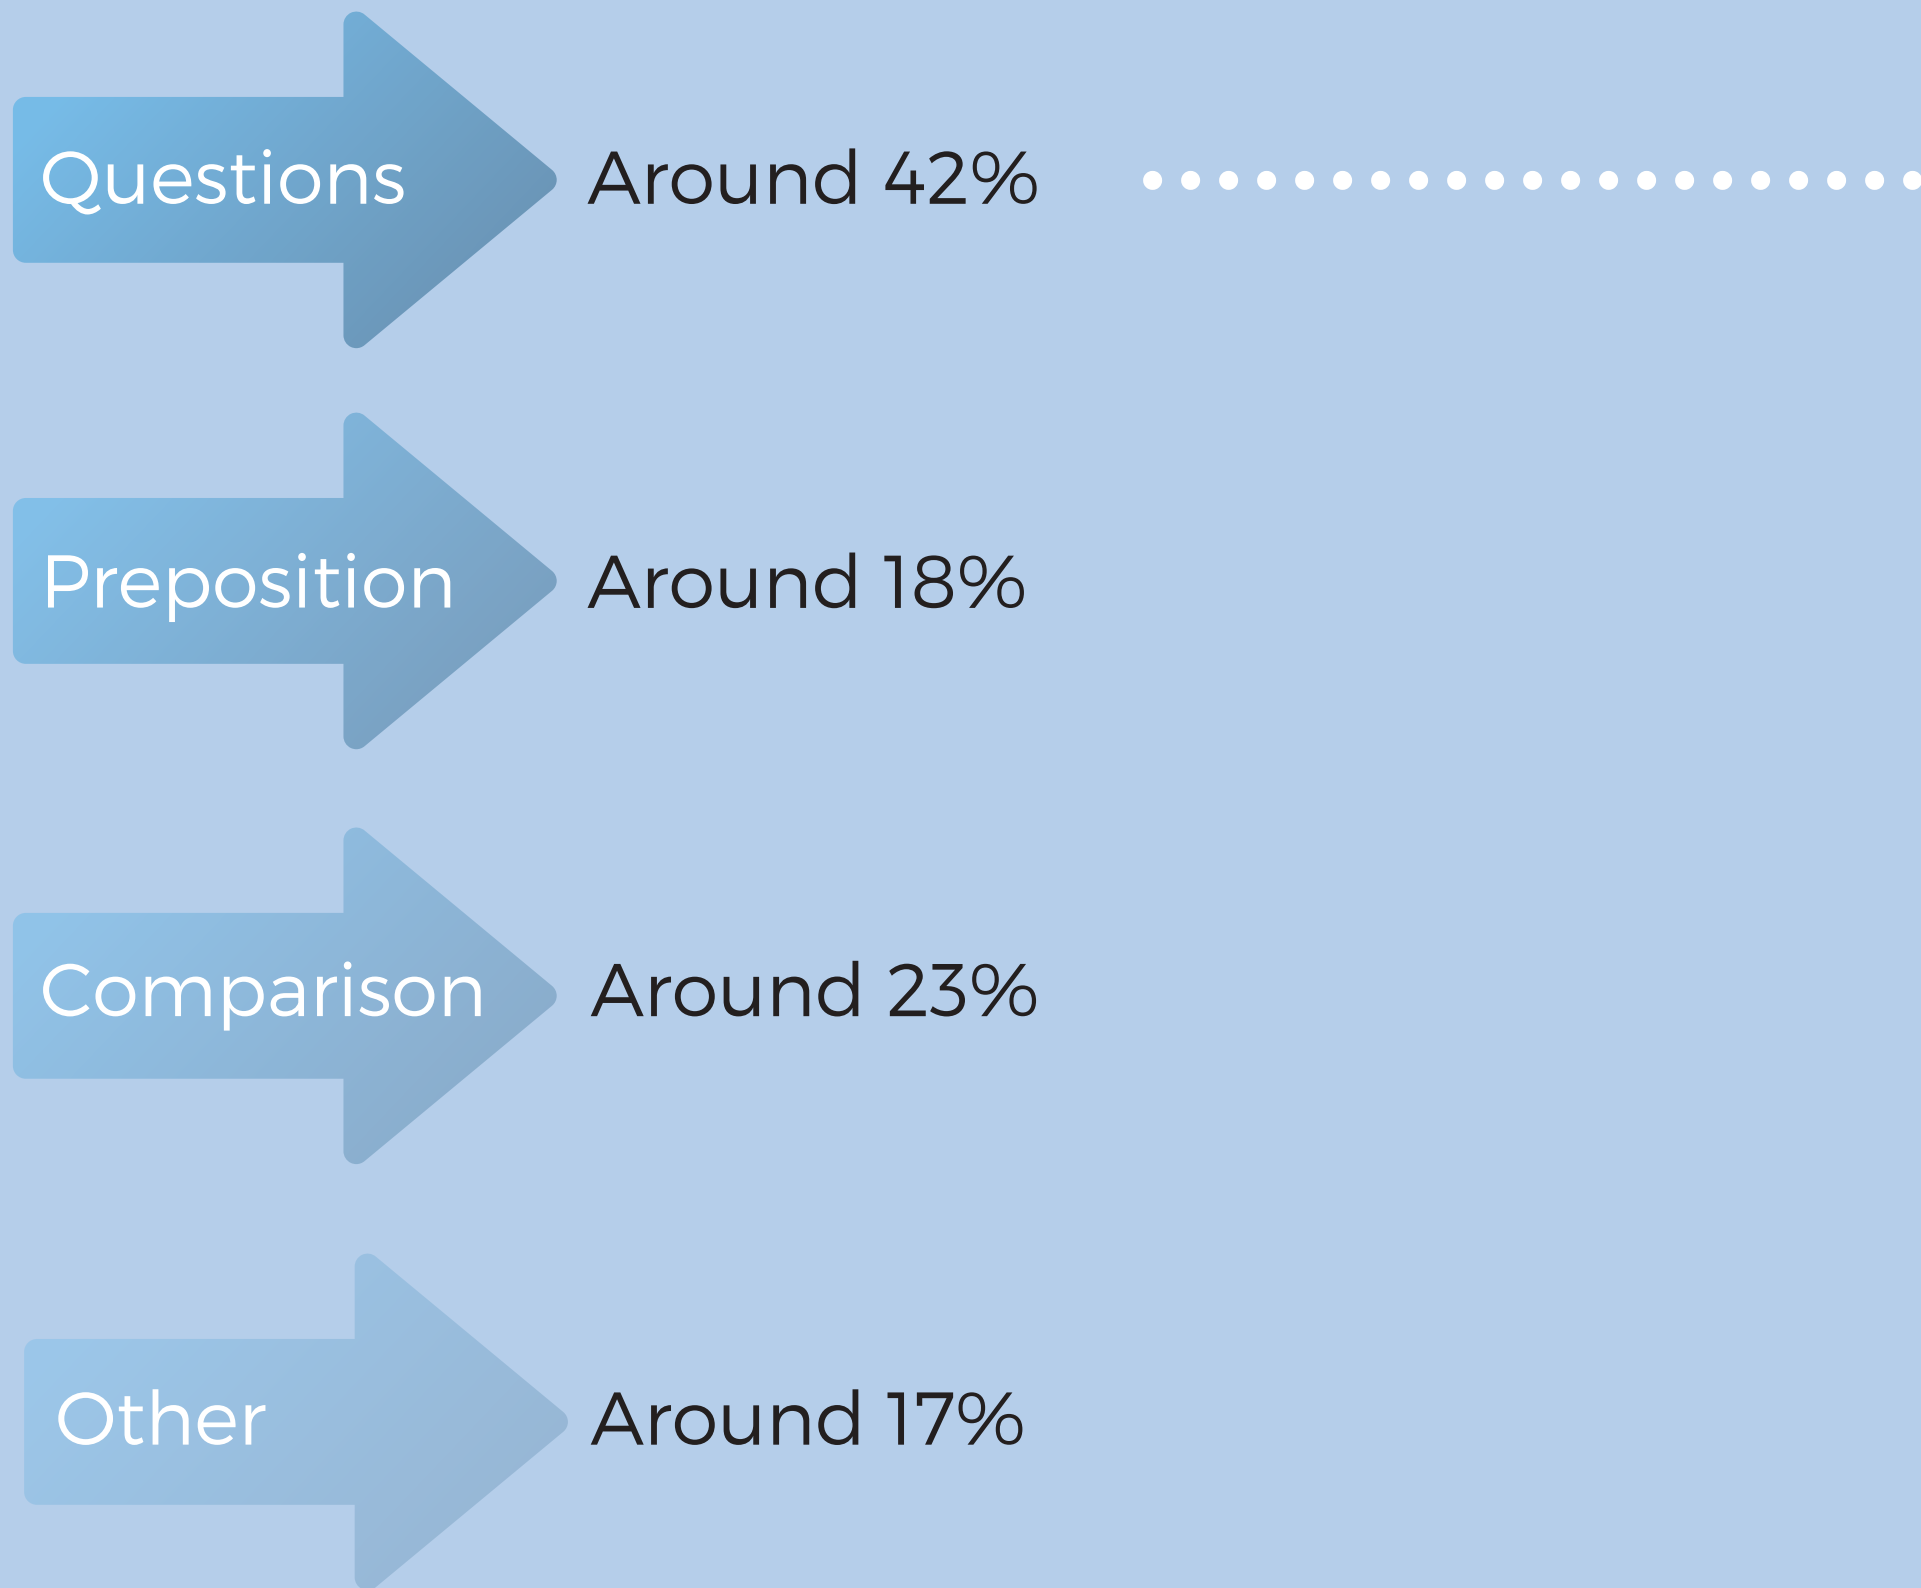 Questions Around 42%
Preposition Around 18%
Comparison Around 23%
Other Around 17%